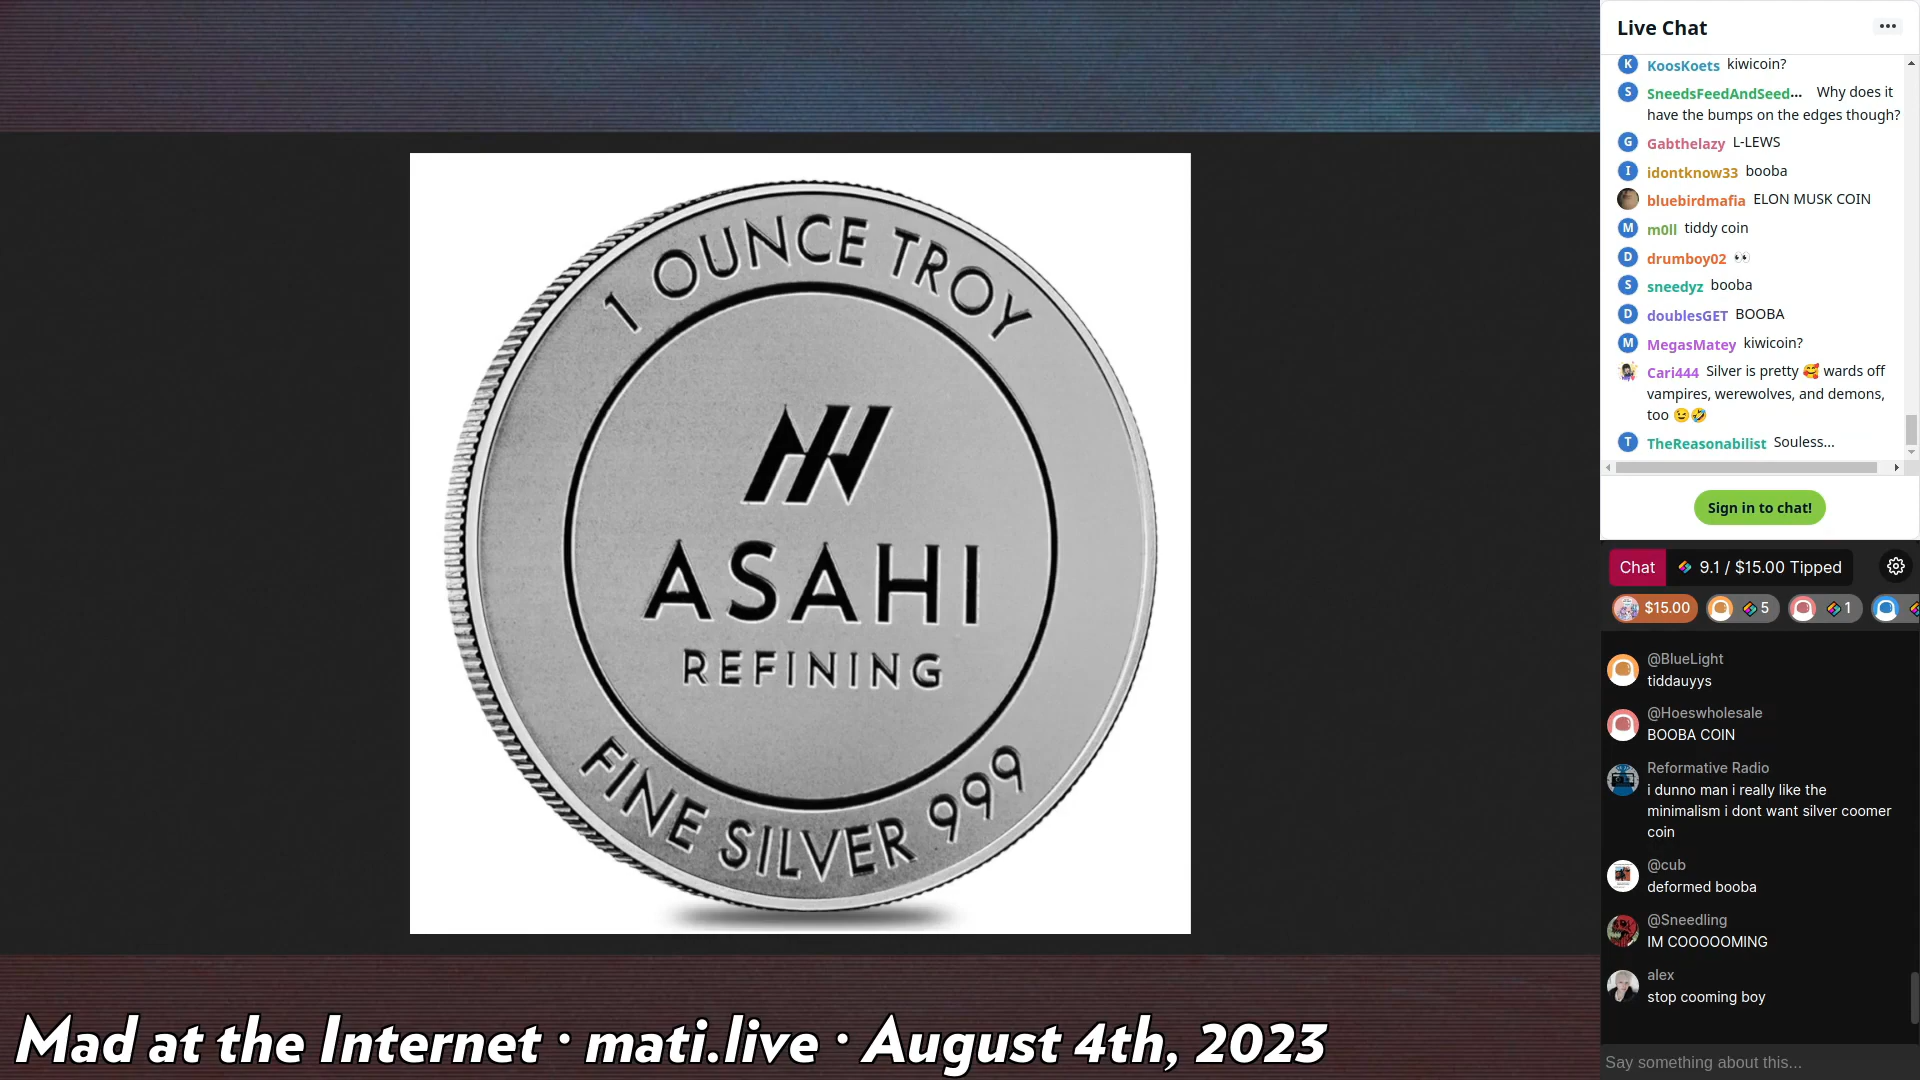 1 OUNCE TROY
ASAHI
REFINING
FINE SILVER 999
Mad at the Internet · mati.live · August 4th, 2023
Live Chat
K KoosKoets kiwicoin?
S SneedsFeedAndSeed... Why does it
have the bumps on the edges though?
G Gabthelazy L-LEWS
I idontknow33 booba
bluebirdmafia ELON MUSK COIN
M m0ll tiddy coin
D drumboy02 👀
S sneedyz booba
D doublesGET BOOBA
M MegasMatey kiwicoin?
Cari444 Silver is pretty 🥰 wards off
vampires, werewolves, and demons,
too 😉🤣
T TheReasonabilist Souless...
Sign in to chat!
Chat 9.1 / $15.00 Tipped
$15.00 5 1
@BlueLight
tiddauyys
@Hoeswholesale
BOOBA COIN
Reformative Radio
i dunno man i really like the
minimalism i dont want silver coomer
coin
@cub
deformed booba
@Sneedling
IM COOOOOMING
alex
stop cooming boy
Say something about this...